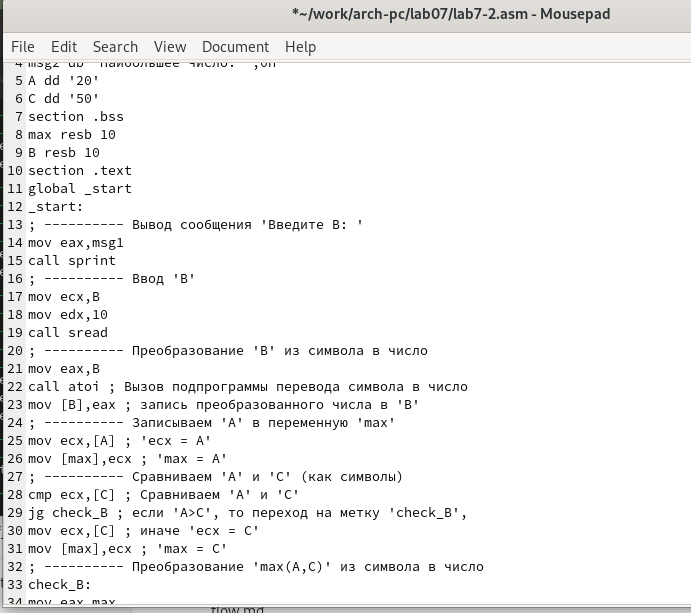 *~/work/arch-pc/lab07/lab7-2.asm - Mousepad
File Edit Search View Document Help
4 msg2 db "Наибольшее число: ",0h
5 A dd '20'
6 C dd '50'
7 section .bss
8 max resb 10
9 B resb 10
10 section .text
11 global _start
12 _start:
13 ; ---------- Вывод сообщения 'Введите B: '
14 mov eax,msg1
15 call sprint
16 ; ---------- Ввод 'B'
17 mov ecx,B
18 mov edx,10
19 call sread
20 ; ---------- Преобразование 'B' из символа в число
21 mov eax,B
22 call atoi ; Вызов подпрограммы перевода символа в число
23 mov [B],eax ; запись преобразованного числа в 'B'
24 ; ---------- Записываем 'A' в переменную 'max'
25 mov ecx,[A] ; 'ecx = A'
26 mov [max],ecx ; 'max = A'
27 ; ---------- Сравниваем 'A' и 'С' (как символы)
28 cmp ecx,[C] ; Сравниваем 'A' и 'С'
29 jg check_B ; если 'A>C', то переход на метку 'check_B',
30 mov ecx,[C] ; иначе 'ecx = C'
31 mov [max],ecx ; 'max = C'
32 ; ---------- Преобразование 'max(A,C)' из символа в число
33 check_B:
34 mov eax,max
flow.md